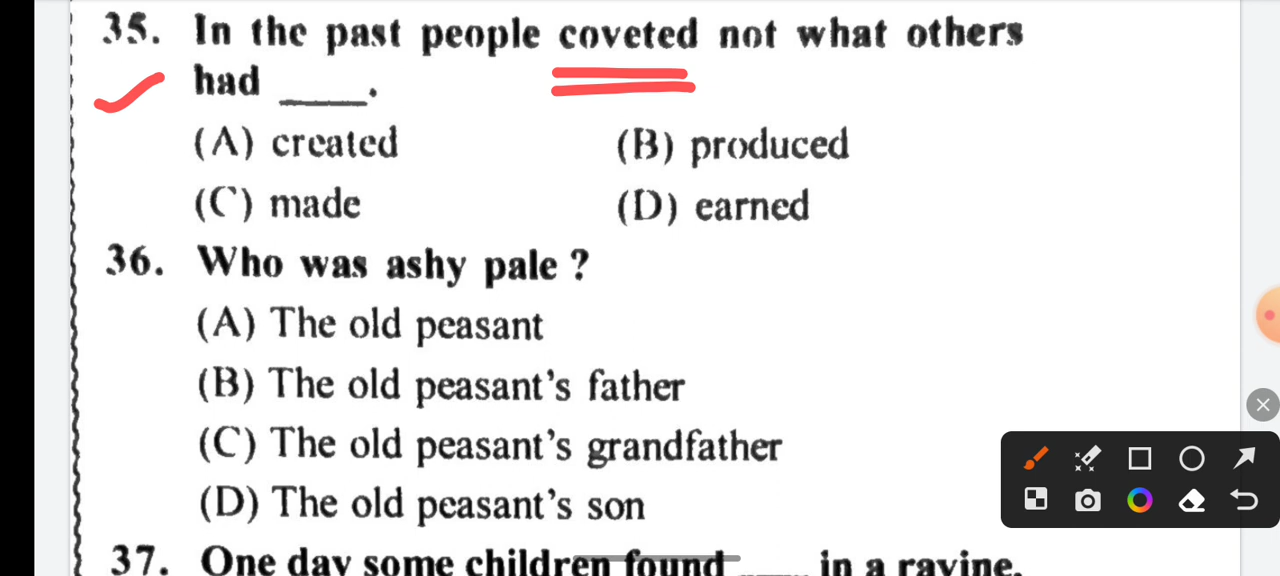 35. In the past people coveted not what others
had ____.
(A) created (B) produced
(C) made (D) earned
36. Who was ashy pale ?
(A) The old peasant
(B) The old peasant's father
(C) The old peasant's grandfather
(D) The old peasant's son
37. One day some children found ____ in a ravine.